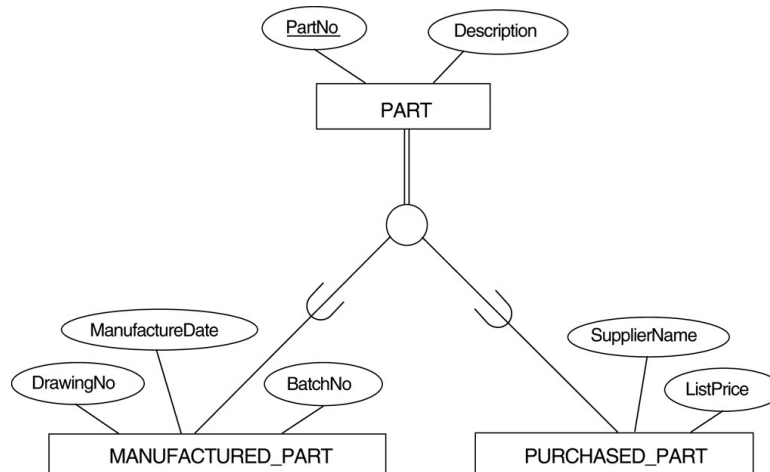 PartNo
Description
PART
ManufactureDate
SupplierName
DrawingNo
BatchNo
ListPrice
MANUFACTURED_PART
PURCHASED_PART